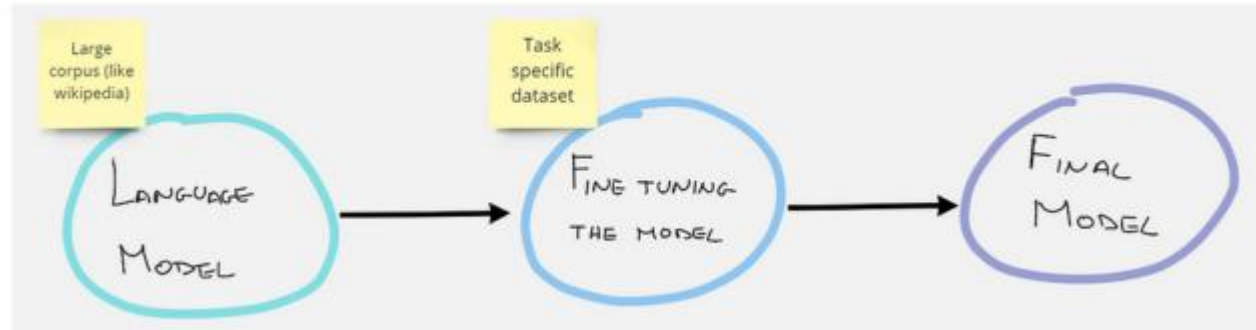 Large
corpus (like
wikipedia)
LANGUAGE
MODEL
Task
specific
dataset
FINE TUNING
THE MODEL
FINAL
MODEL